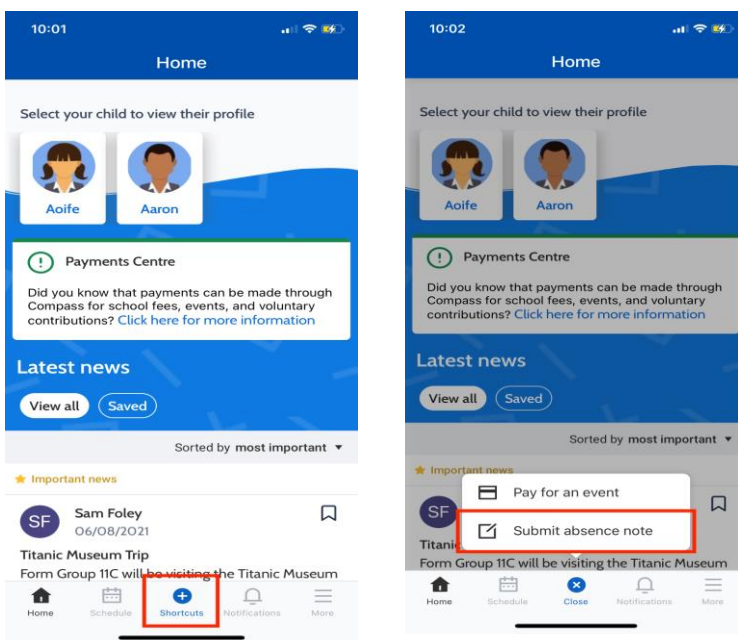 10:01
Home
Select your child to view their profile
Aoife
Aaron
Payments Centre
Did you know that payments can be made through
Compass for school fees, events, and voluntary
contributions? Click here for more information
Latest news
View all
Saved
Sorted by most important
Important news
SF
Sam Foley
06/08/2021
Titanic Museum Trip
Form Group 11C will be visiting the Titanic Museum
Home
Schedule
Shortcuts
Notifications
More
10:02
Home
Select your child to view their profile
Aoife
Aaron
Payments Centre
Did you know that payments can be made through
Compass for school fees, events, and voluntary
contributions? Click here for more information
Latest news
View all
Saved
Sorted by most important
Important news
SF
Pay for an event
Submit absence note
Titanic
Form Group 11C will be visiting the Titanic Museum
Home
Schedule
Close
Notifications
More